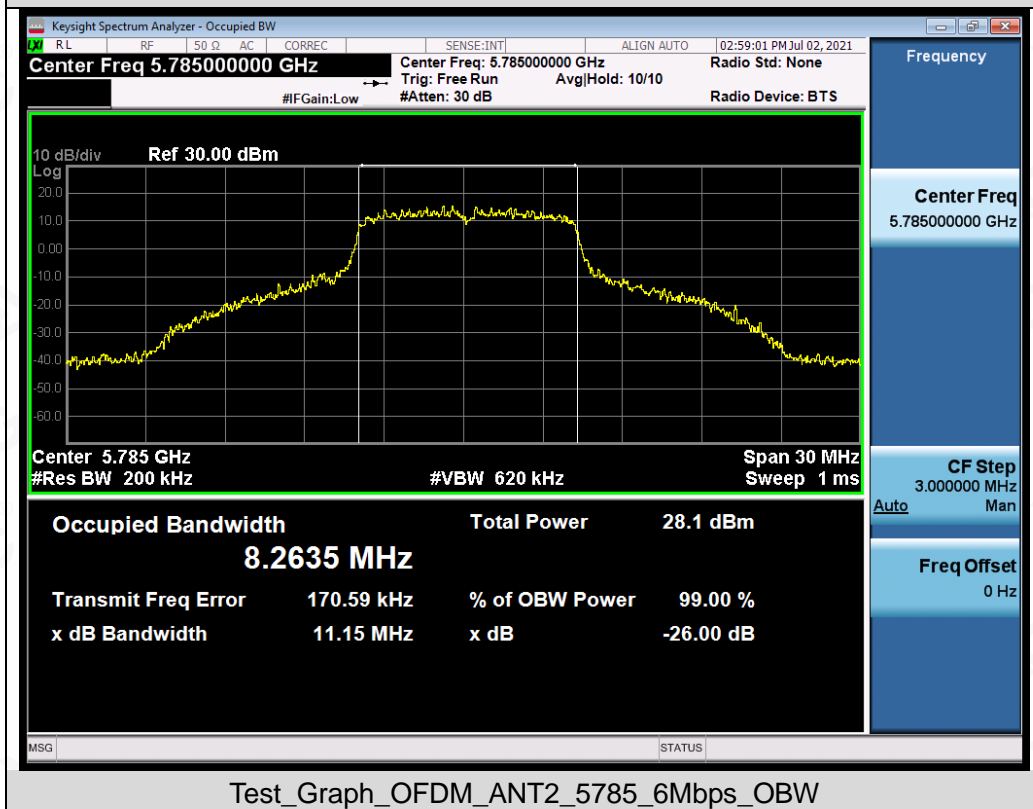 Keysight Spectrum Analyzer - Occupied BW
LXI RL RF 50 Ω AC CORREC SENSE:INT ALIGN AUTO 02:59:01 PM Jul 02, 2021
Center Freq 5.785000000 GHz
Center Freq: 5.785000000 GHz Radio Std: None
Trig: Free Run Avg|Hold: 10/10
#IFGain:Low #Atten: 30 dB Radio Device: BTS
10 dB/div Ref 30.00 dBm
Log
20.0
10.0
0.00
-10.0
-20.0
-30.0
-40.0
-50.0
-60.0
Center 5.785 GHz Span 30 MHz
#Res BW 200 kHz #VBW 620 kHz Sweep 1 ms
Occupied Bandwidth Total Power 28.1 dBm
8.2635 MHz
Transmit Freq Error 170.59 kHz % of OBW Power 99.00 %
x dB Bandwidth 11.15 MHz x dB -26.00 dB
Frequency
Center Freq
5.785000000 GHz
CF Step
3.000000 MHz
Auto Man
Freq Offset
0 Hz
MSG STATUS
Test_Graph_OFDM_ANT2_5785_6Mbps_OBW